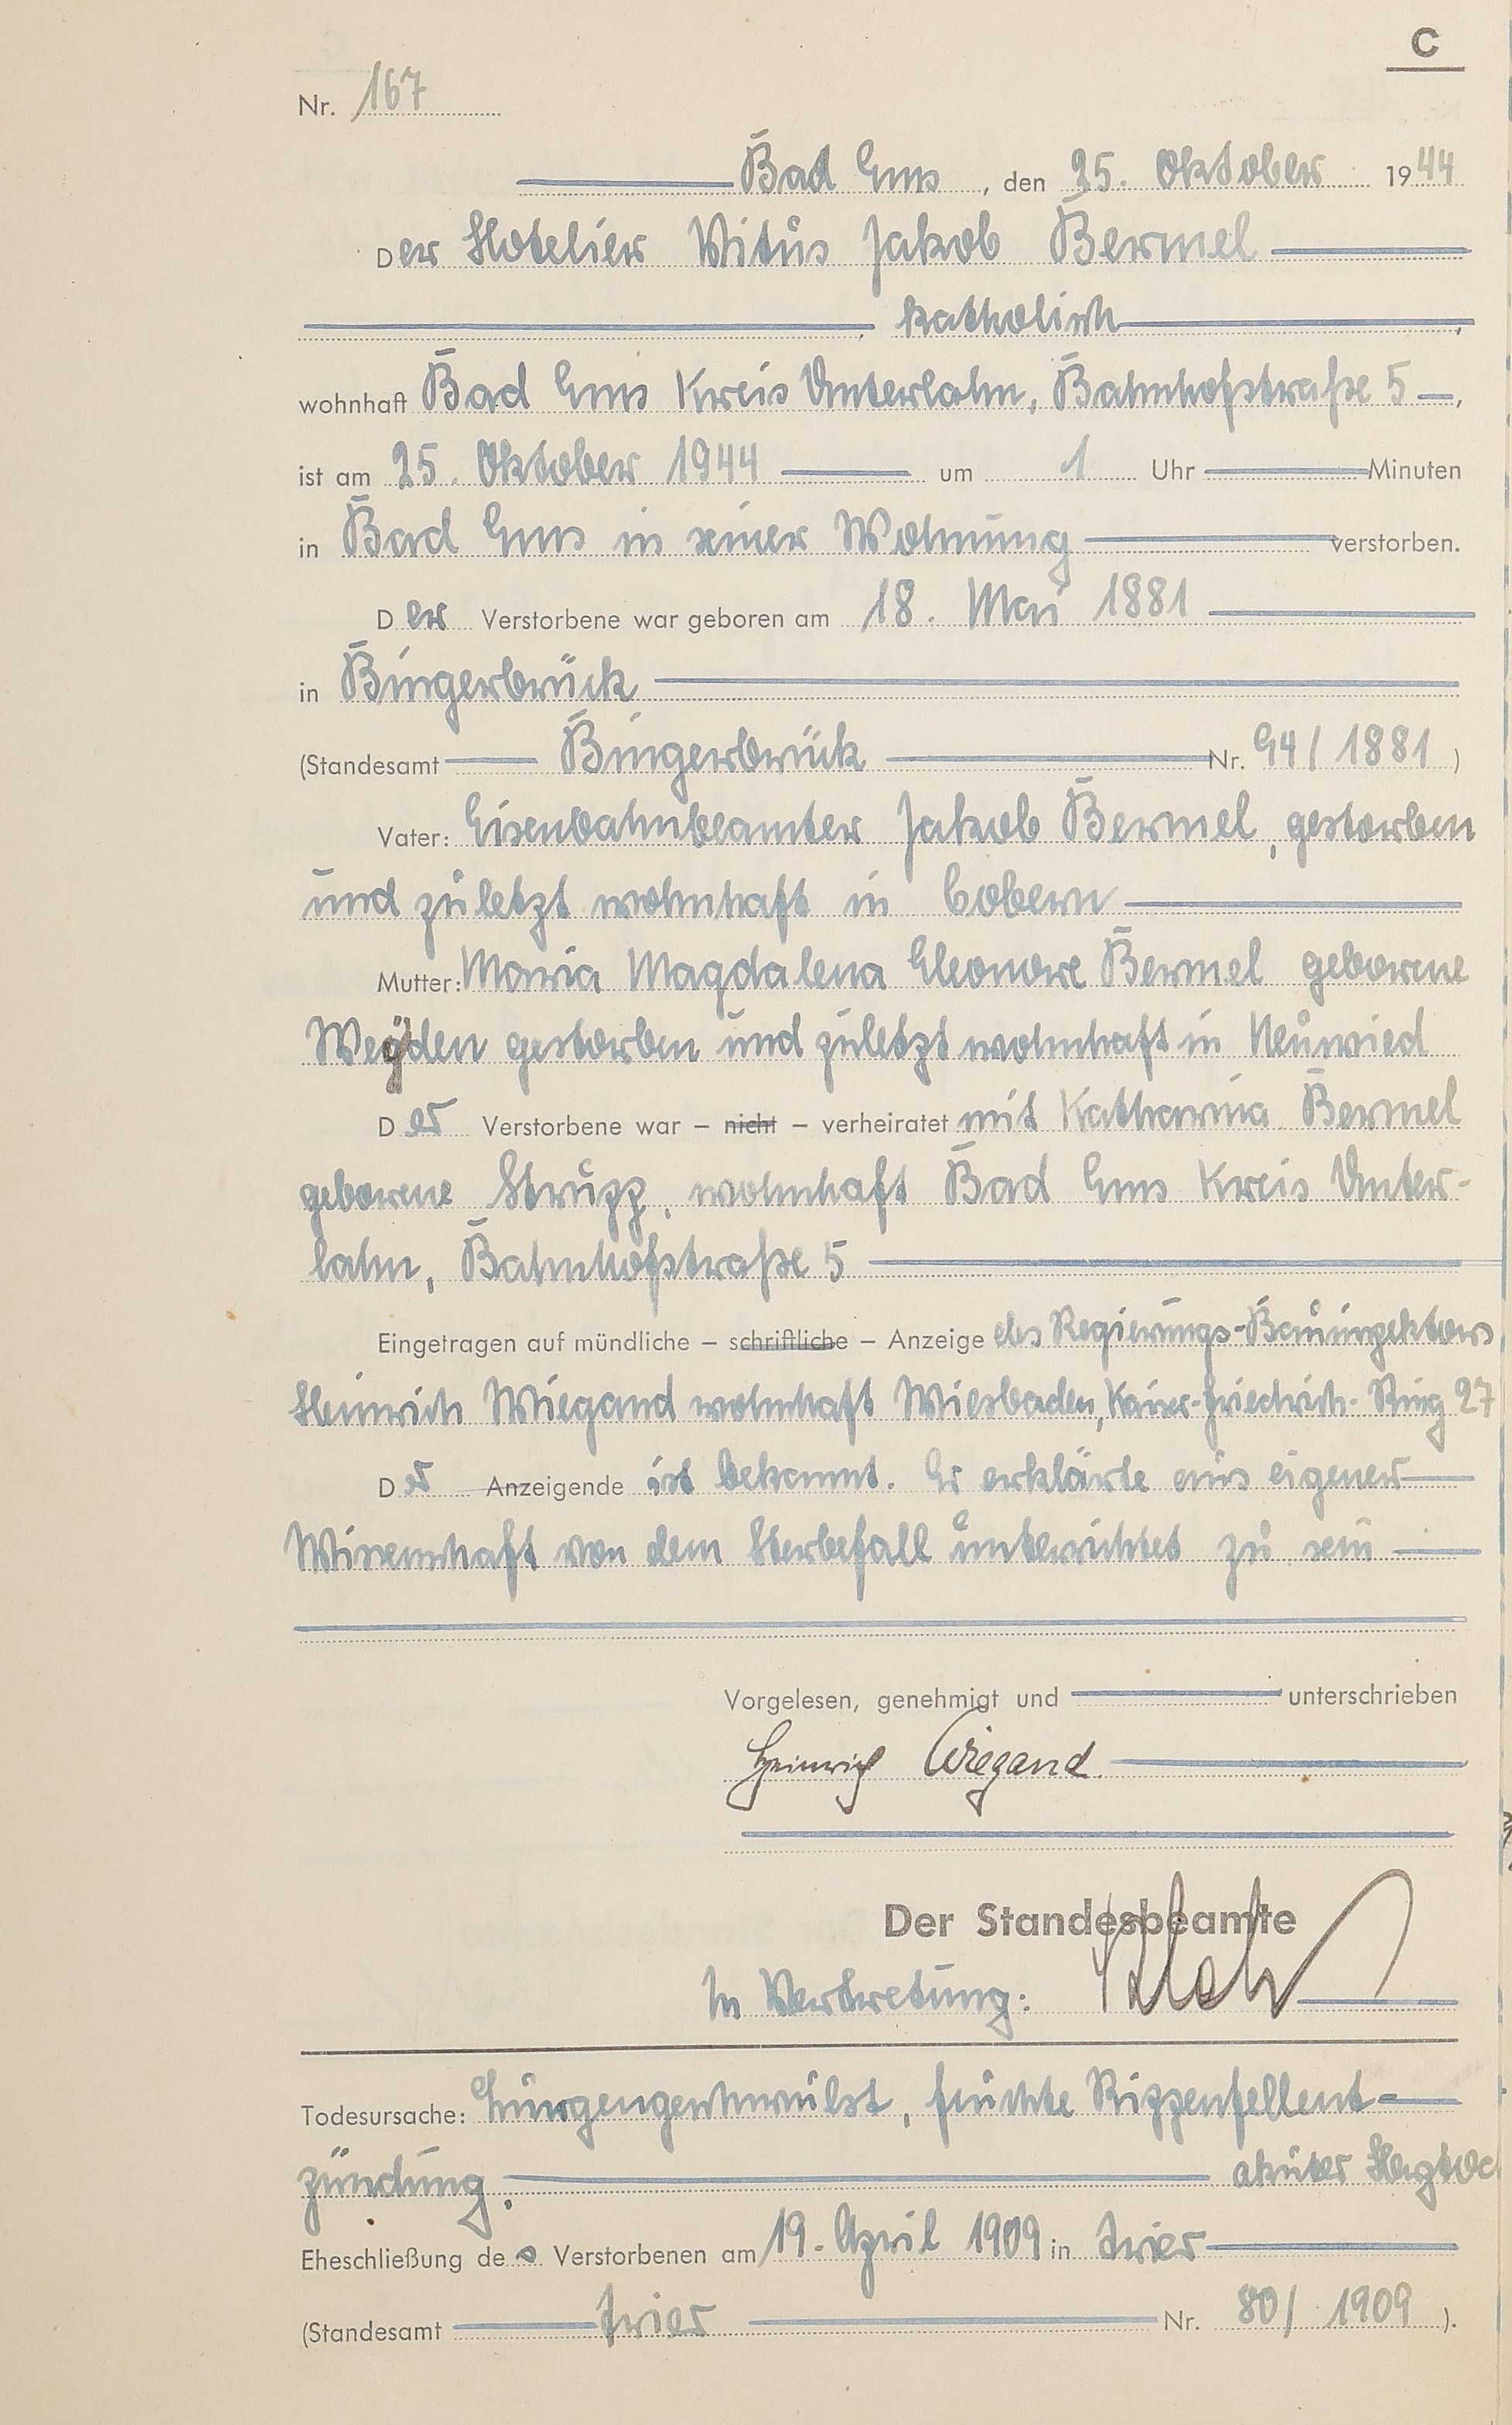 C
Nr. 167
Bad Ems, den 25. Oktober 1944
Der Hotelier Vitus Jakob Bermel
katholisch,
wohnhaft Bad Ems Kreis Unterlahn, Bahnhofstraße 5,
ist am 25. Oktober 1944 um 1 Uhr Minuten
in Bad Ems in seiner Wohnung verstorben.
Der Verstorbene war geboren am 18. Mai 1881
in Bingerbrück
(Standesamt Bingerbrück Nr. 94/1881)
Vater: Eisenbahnbeamter Jakob Bermel, gestorben
und zuletzt wohnhaft in Cobern
Mutter: Maria Magdalena Eleonore Bermel geborene
Weyden gestorben und zuletzt wohnhaft in Neuwied
Der Verstorbene war – nicht – verheiratet mit Katharina Bermel
geborene Strupp, wohnhaft Bad Ems Kreis Unter-
lahn, Bahnhofstraße 5
Eingetragen auf mündliche – schriftliche – Anzeige des Regierungs-Bauinspektors
Heinrich Wiegand wohnhaft Wiesbaden, Kaiser-Friedrich-Ring 27
Der Anzeigende ist bekannt. Er erklärte aus eigener
Wissenschaft von dem Sterbefall unterrichtet zu sein
Vorgelesen, genehmigt und unterschrieben
Heinrich Wiegand
Der Standesbeamte
In Vertretung:
Todesursache: Lungengeschwulst, feuchte Rippenfellent-
zündung. akuter Herztod
Eheschließung des Verstorbenen am 19. April 1909 in Trier
(Standesamt Trier Nr. 80/1909).